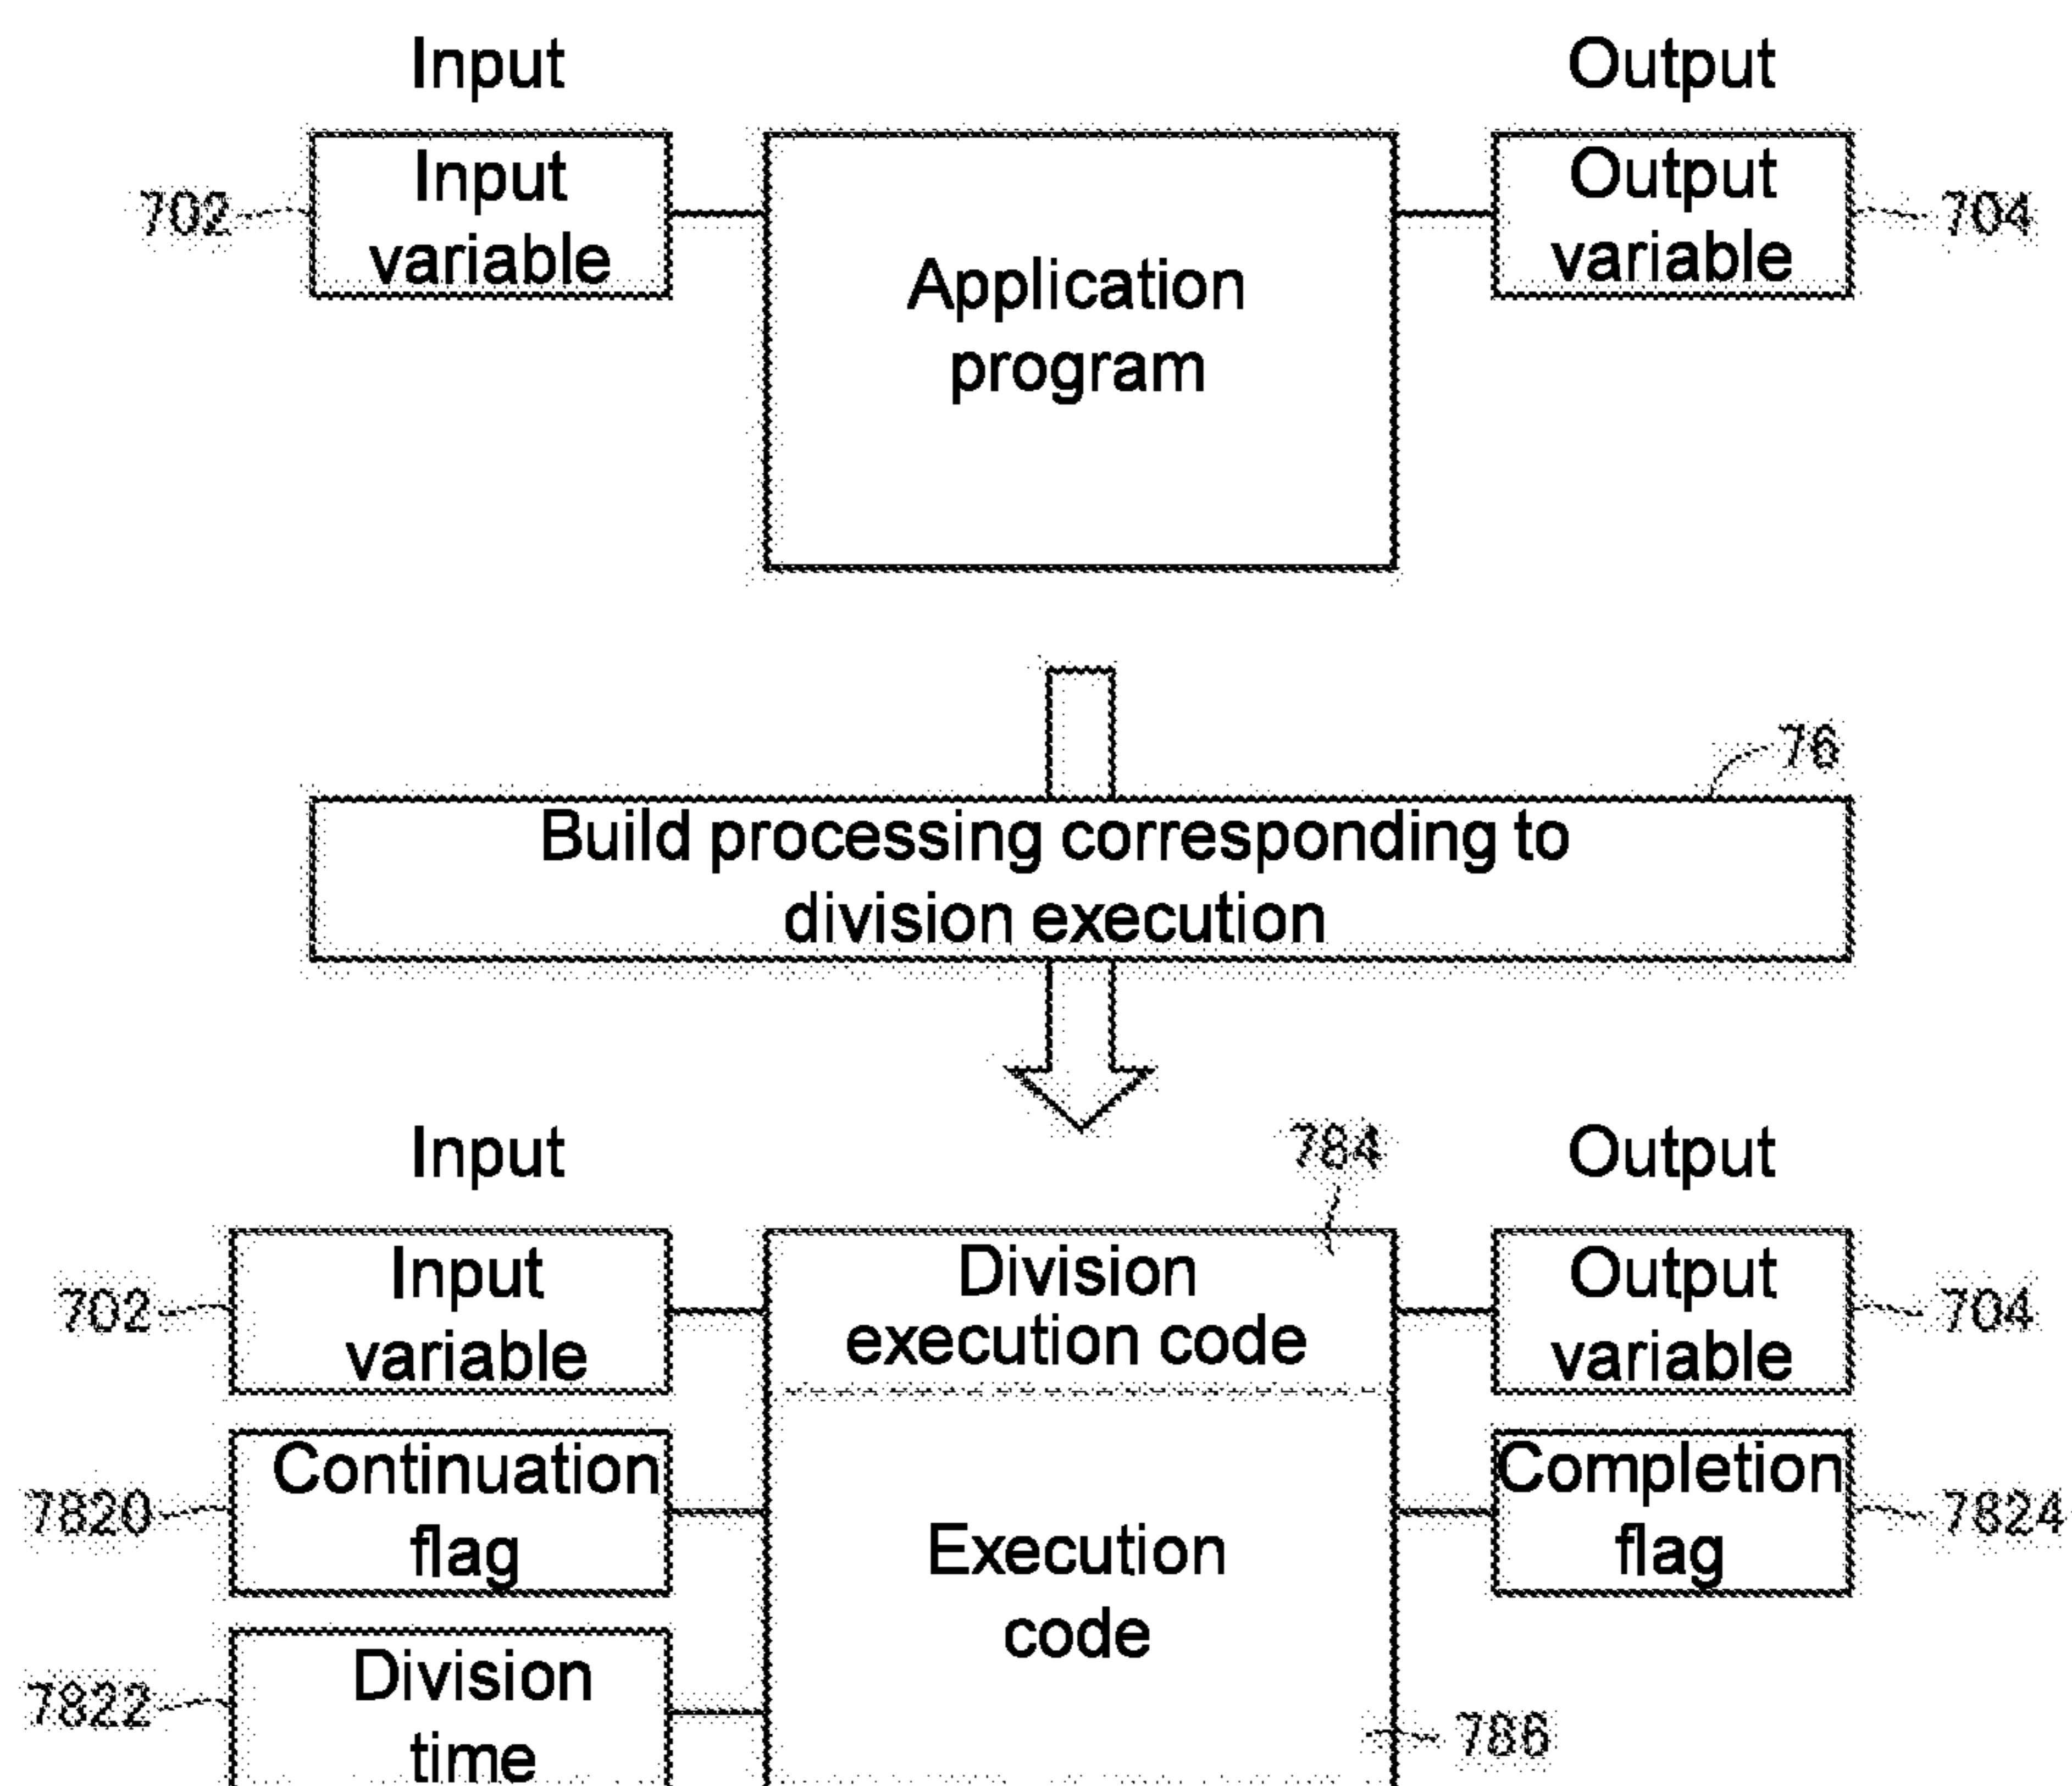 Input
Output
702
Input
variable
Application
program
Output
variable
704
76
Build processing corresponding to
division execution
Input
784
Output
702
Input
variable
Division
execution code
Output
variable
704
7820
Continuation
flag
Execution
code
Completion
flag
7824
7822
Division
time
786